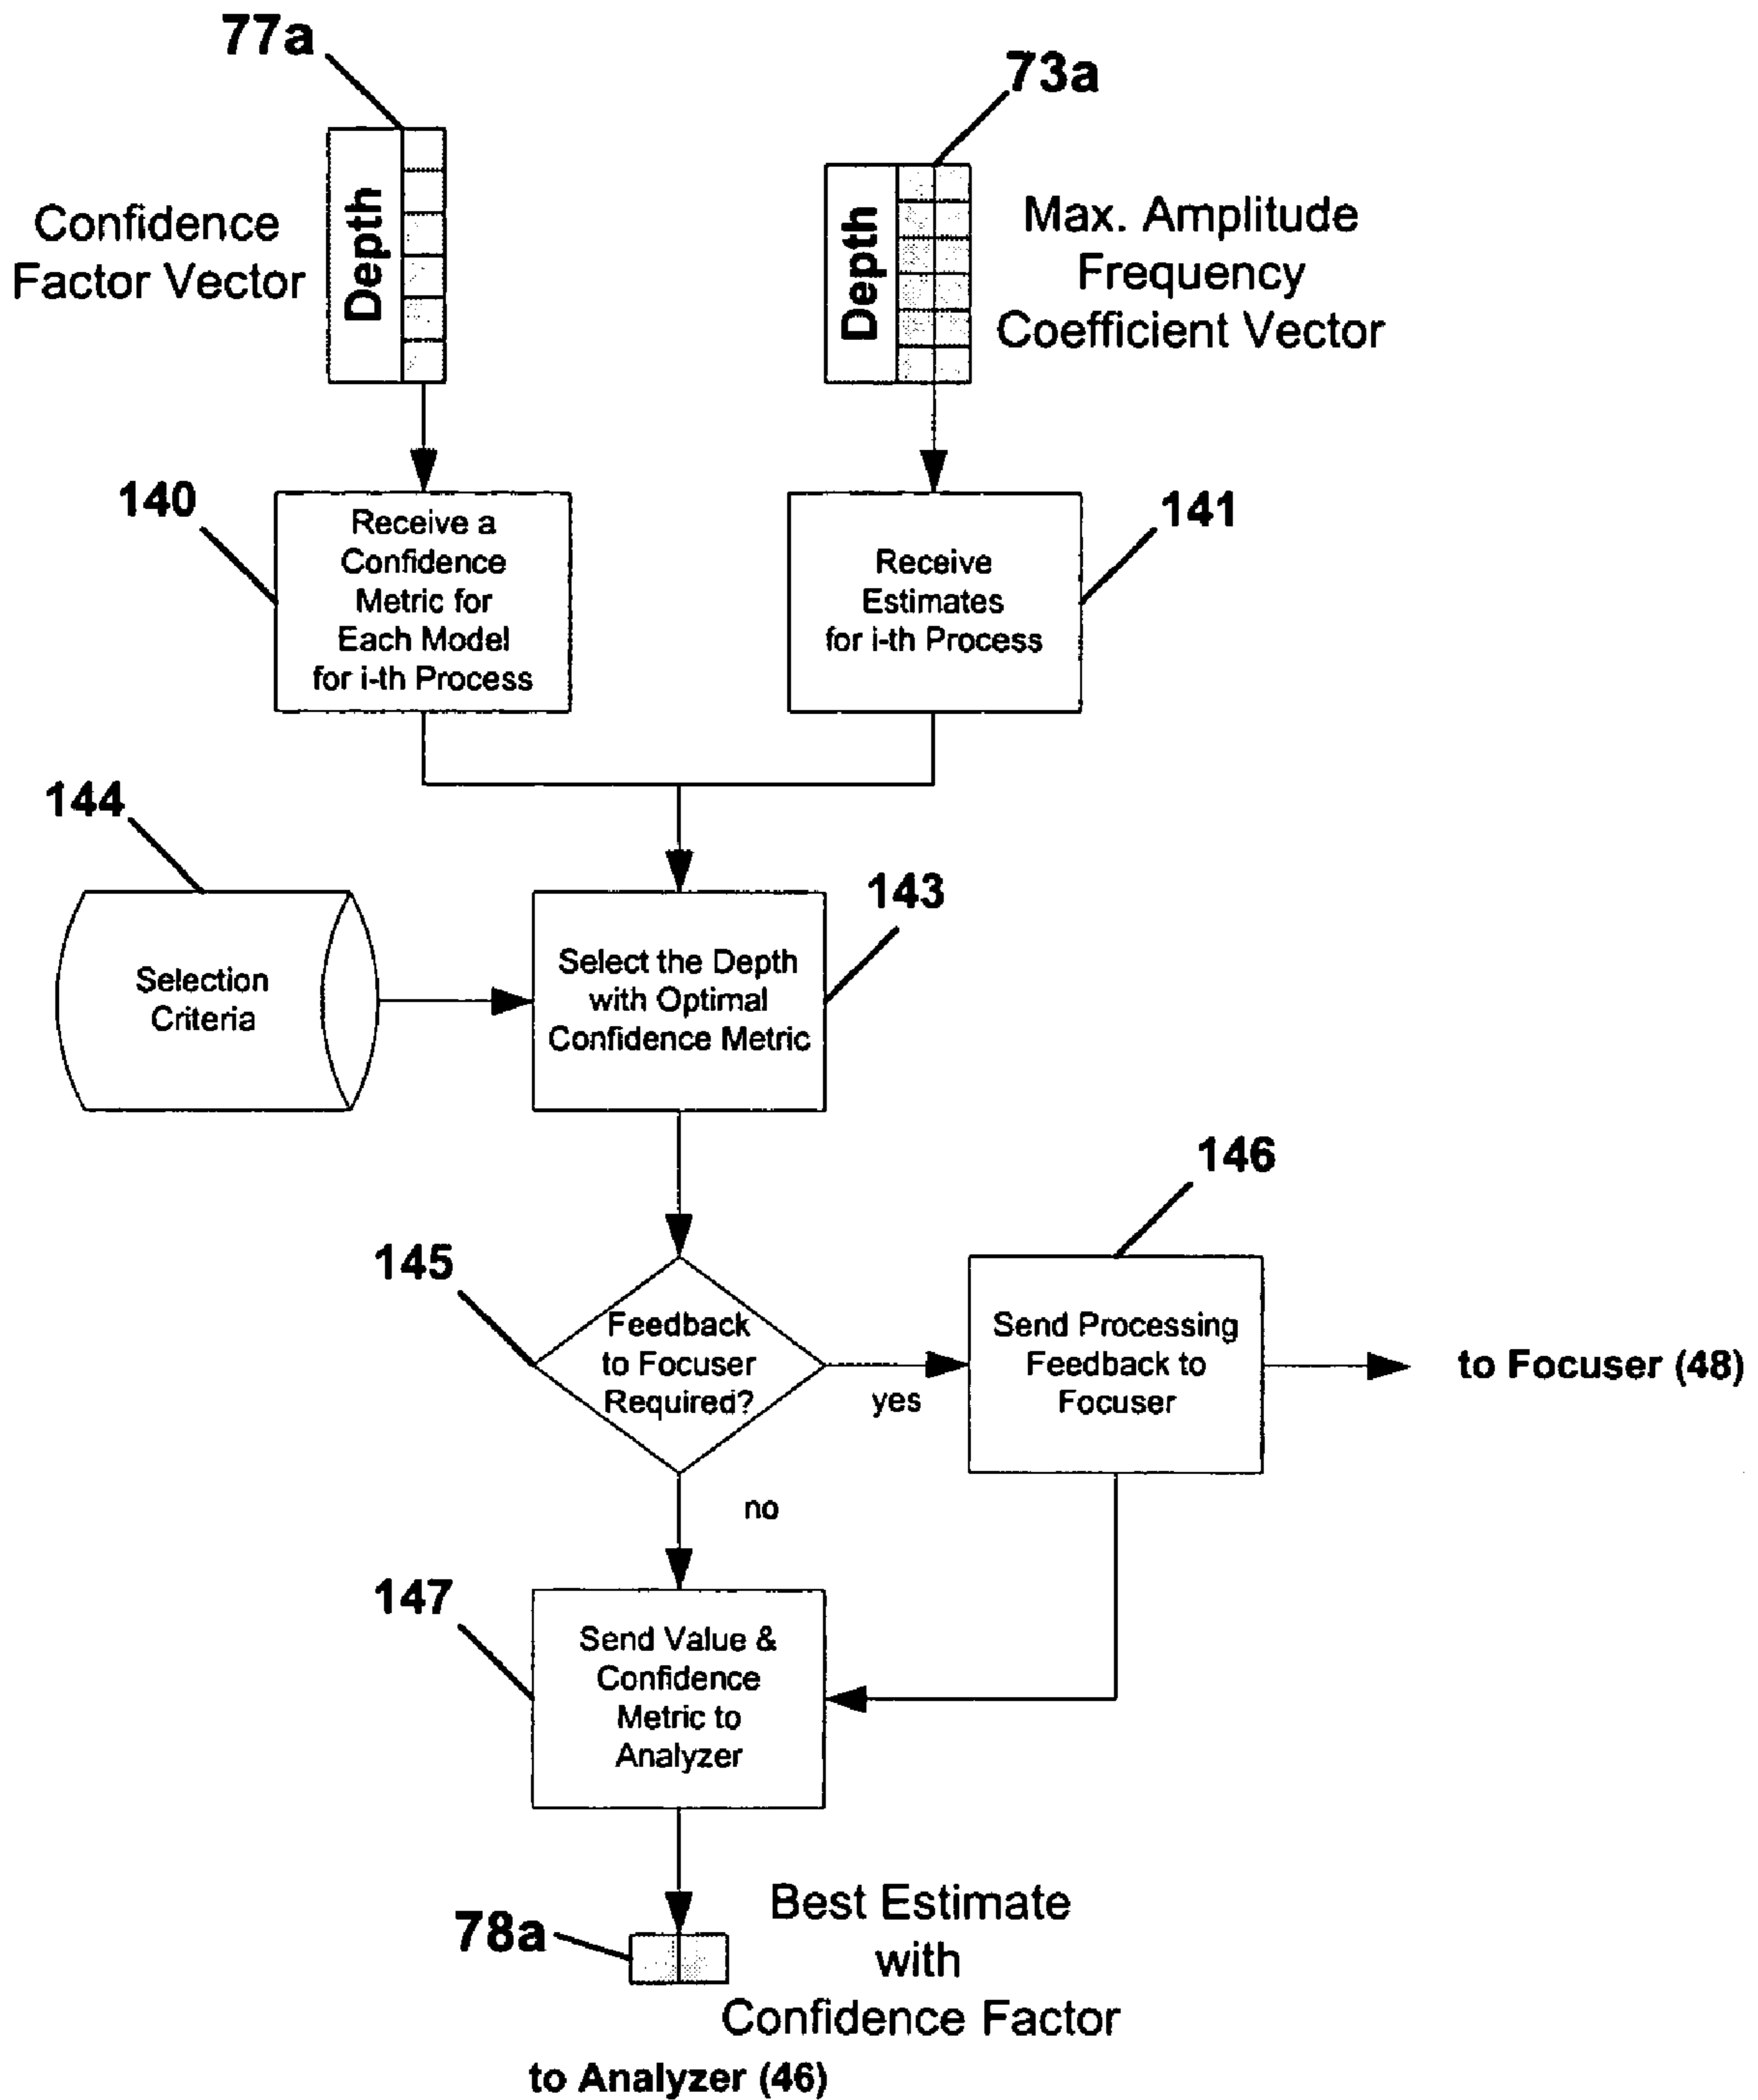 77a
73a
Depth
Confidence
Factor Vector
Depth
Max. Amplitude
Frequency
Coefficient Vector
140
Receive a
Confidence
Metric for
Each Model
for i-th Process
141
Receive
Estimates
for i-th Process
144
Selection
Criteria
143
Select the Depth
with Optimal
Confidence Metric
145
Feedback
to Focuser
Required?
yes
146
Send Processing
Feedback to
Focuser
to Focuser (48)
no
147
Send Value &
Confidence
Metric to
Analyzer
78a
Best Estimate
with
Confidence Factor
to Analyzer (46)